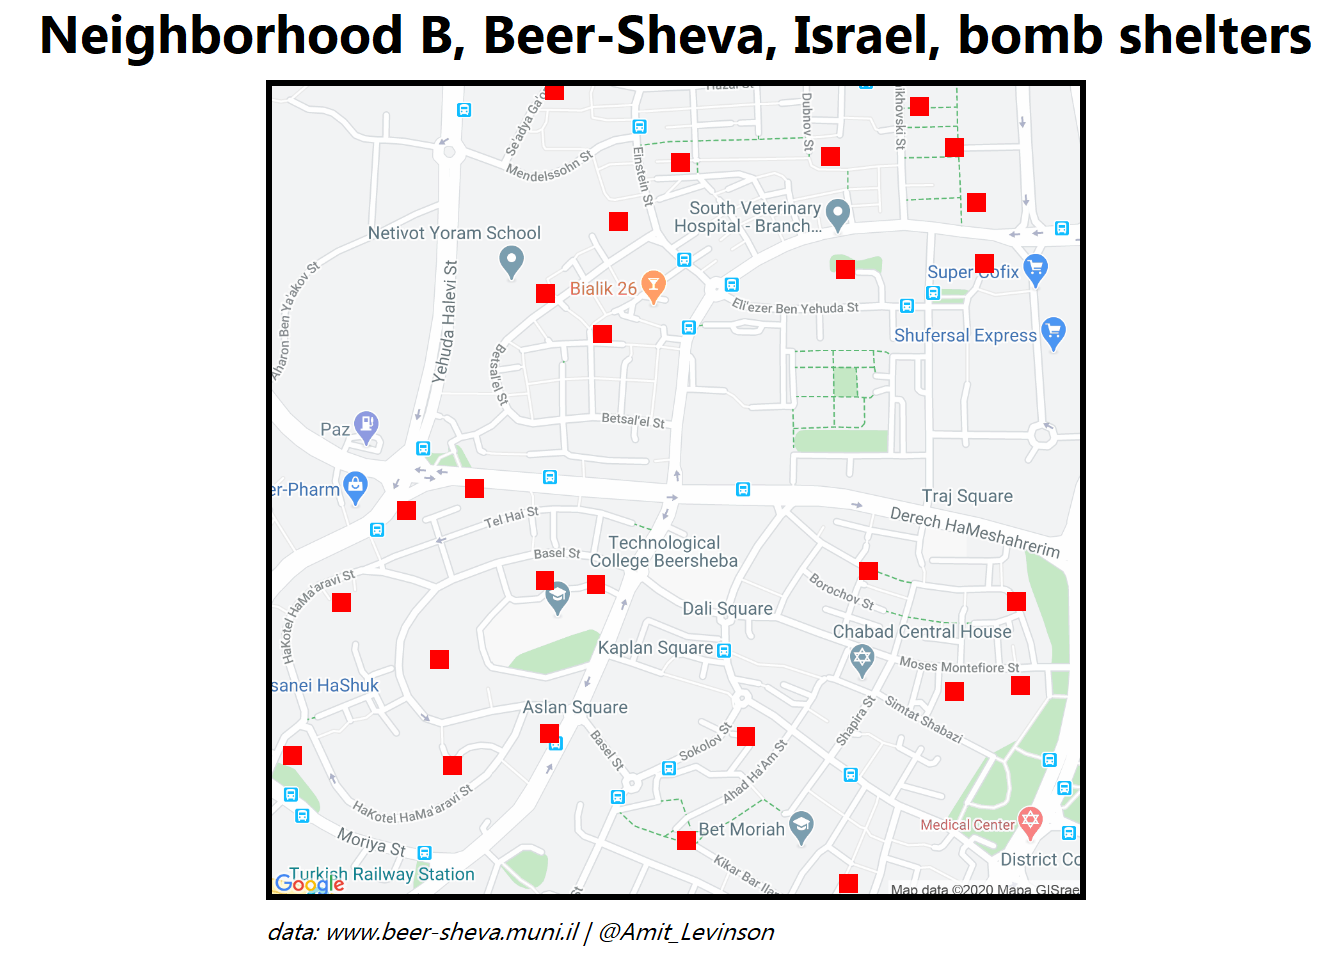 Neighborhood B, Beer-Sheva, Israel, bomb shelters
Se'adya Ga'o
Hazal St
Dubnov St
ikhovski St
Mendelssohn St
Einstein St
South Veterinary
Hospital - Branch...
Netivot Yoram School
Aharon Ben Ya'akov St
Yehuda Halevi St
Bialik 26
Super Cofix
Eli'ezer Ben Yehuda St
Shufersal Express
Betsal'el St
Betsal'el St
Paz
er-Pharm
Traj Square
Derech HaMeshahrerim
Tel Hai St
Technological
College Beersheba
Basel St
HaKotel HaMa'aravi St
Borochov St
Dali Square
Chabad Central House
Kaplan Square
Moses Montefiore St
sanei HaShuk
Aslan Square
Simtat Shabazi
Shapira St
Basel St
Sokolov St
Ahad Ha'Am St
HaKotel HaMa'aravi St
Moriya St
Bet Moriah
Medical Center
Kikar Bar Ilan
District Co
Turkish Railway Station
Google
St
Map data ©2020 Mapa GISrae
data: www.beer-sheva.muni.il | @Amit_Levinson